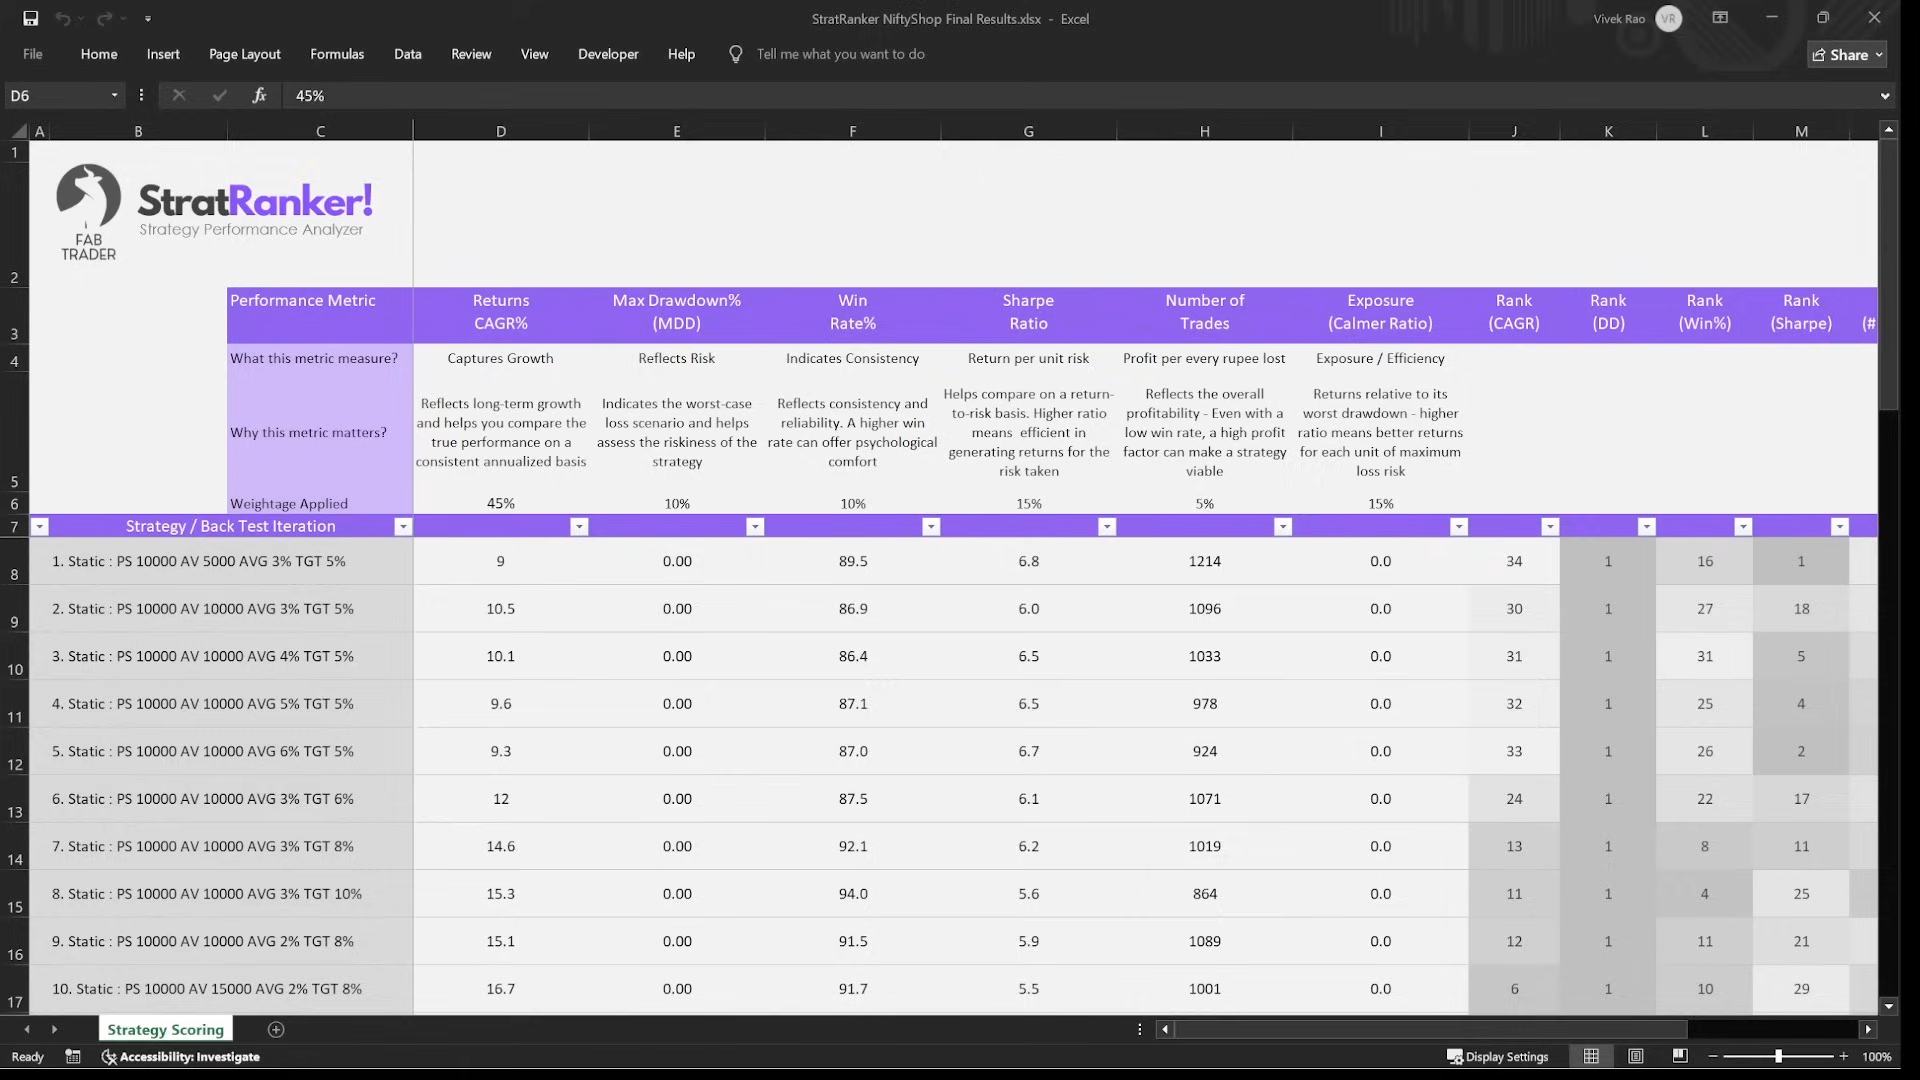 StratRanker NiftyShop Final Results.xlsx - Excel
Vivek Rao VR
File Home Insert Page Layout Formulas Data Review View Developer Help Tell me what you want to do Share
D6 fx 45%
A B C D E F G H I J K L M
1
FAB
TRADER
StratRanker!
Strategy Performance Analyzer
2
Performance Metric
Returns
CAGR%
Max Drawdown%
(MDD)
Win
Rate%
Sharpe
Ratio
Number of
Trades
Exposure
(Calmer Ratio)
Rank
(CAGR)
Rank
(DD)
Rank
(Win%)
Rank
(Sharpe)
(#
3
What this metric measure? Captures Growth Reflects Risk Indicates Consistency Return per unit risk Profit per every rupee lost Exposure / Efficiency
4
Why this metric matters?
Reflects long-term growth
and helps you compare the
true performance on a
consistent annualized basis
Indicates the worst-case
loss scenario and helps
assess the riskiness of the
strategy
Reflects consistency and
reliability. A higher win
rate can offer psychological
comfort
Helps compare on a return-
to-risk basis. Higher ratio
means efficient in
generating returns for the
risk taken
Reflects the overall
profitability - Even with a
low win rate, a high profit
factor can make a strategy
viable
Returns relative to its
worst drawdown - higher
ratio means better returns
for each unit of maximum
loss risk
5
6 Weightage Applied 45% 10% 10% 15% 5% 15%
7 Strategy / Back Test Iteration
8 1. Static : PS 10000 AV 5000 AVG 3% TGT 5% 9 0.00 89.5 6.8 1214 0.0 34 1 16 1
9 2. Static : PS 10000 AV 10000 AVG 3% TGT 5% 10.5 0.00 86.9 6.0 1096 0.0 30 1 27 18
10 3. Static : PS 10000 AV 10000 AVG 4% TGT 5% 10.1 0.00 86.4 6.5 1033 0.0 31 1 31 5
11 4. Static : PS 10000 AV 10000 AVG 5% TGT 5% 9.6 0.00 87.1 6.5 978 0.0 32 1 25 4
12 5. Static : PS 10000 AV 10000 AVG 6% TGT 5% 9.3 0.00 87.0 6.7 924 0.0 33 1 26 2
13 6. Static : PS 10000 AV 10000 AVG 3% TGT 6% 12 0.00 87.5 6.1 1071 0.0 24 1 22 17
14 7. Static : PS 10000 AV 10000 AVG 3% TGT 8% 14.6 0.00 92.1 6.2 1019 0.0 13 1 8 11
15 8. Static : PS 10000 AV 10000 AVG 3% TGT 10% 15.3 0.00 94.0 5.6 864 0.0 11 1 4 25
16 9. Static : PS 10000 AV 10000 AVG 2% TGT 8% 15.1 0.00 91.5 5.9 1089 0.0 12 1 11 21
17 10. Static : PS 10000 AV 15000 AVG 2% TGT 8% 16.7 0.00 91.7 5.5 1001 0.0 6 1 10 29
Strategy Scoring
Ready Accessibility: Investigate Display Settings 100%